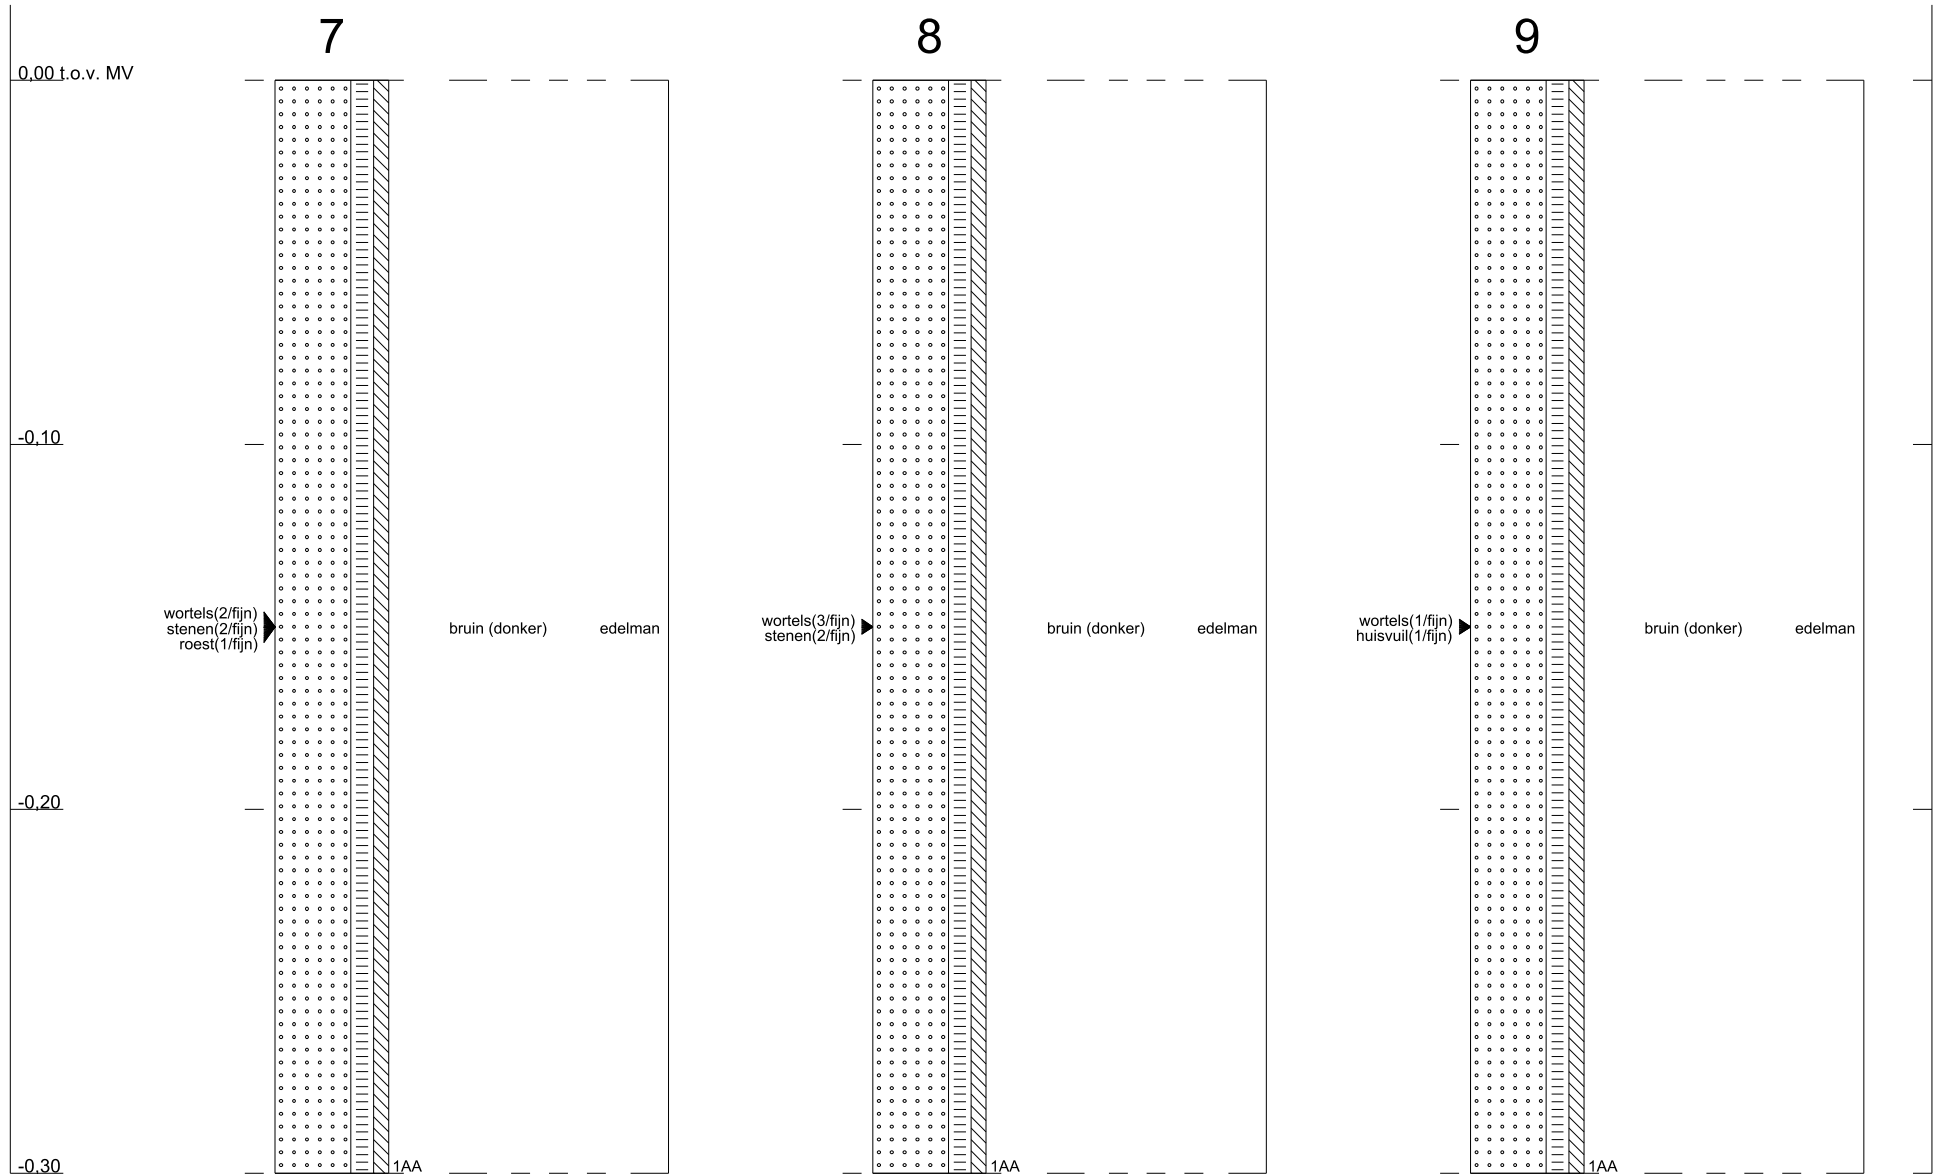 7
8
9
0,00 t.o.v. MV
-0,10
wortels(2/fijn)
stenen(2/fijn)
roest(1/fijn)
bruin (donker)
edelman
wortels(3/fijn)
stenen(2/fijn)
bruin (donker)
edelman
wortels(1/fijn)
huisvuil(1/fijn)
bruin (donker)
edelman
-0,20
-0,30
1AA
1AA
1AA